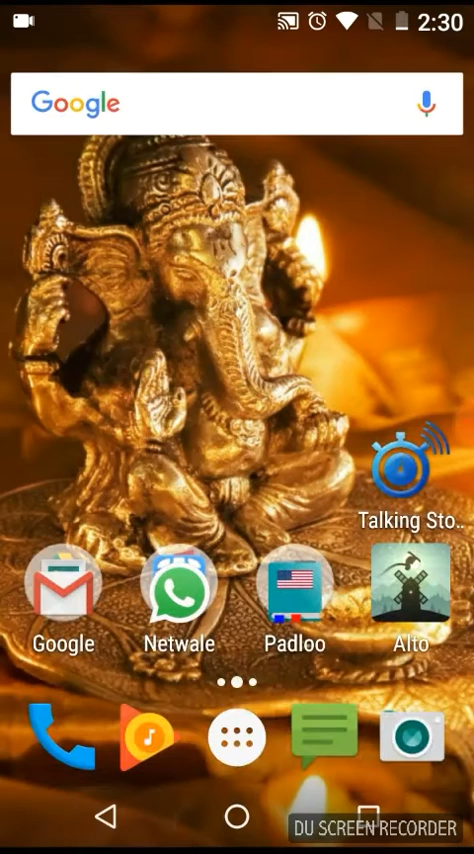 2:30
Google
Talking Sto..
Google
Netwale
Padloo
Alto
DU SCREEN RECORDER